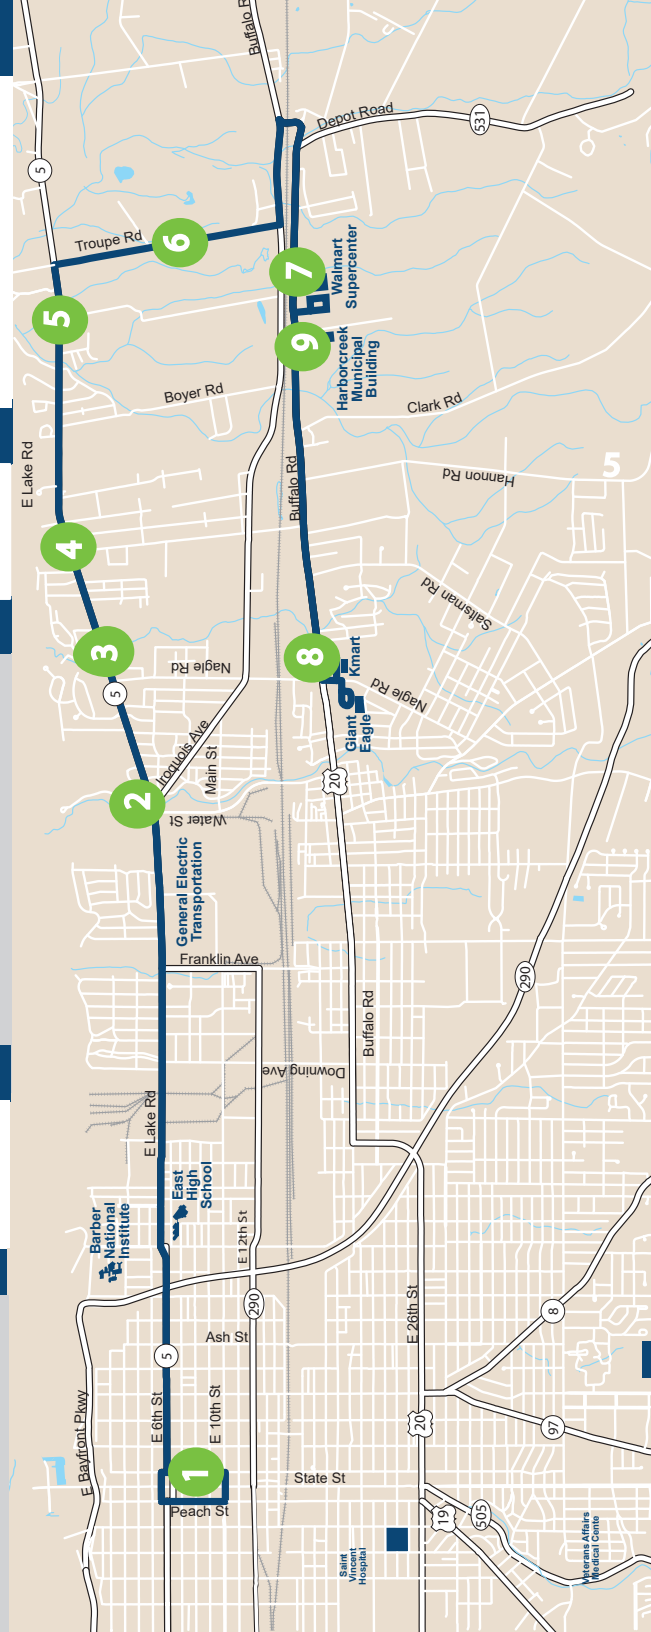 Buffalo R
Depot Road
531
5
Troupe Rd
6
7
Walmart
Supercenter
5
9
Harborcreek
Municipal
Building
Boyer Rd
Clark Rd
E Lake Rd
Buffalo Rd
Hannon Rd
5
4
Saltsman Rd
3
8
Kmart
Nagle Rd
5
Nagle Rd
Giant
Eagle
Iroquois Ave
Main St
20
2
Water St
General Electric
Transportation
Franklin Ave
290
Buffalo Rd
Downing Ave
E Lake Rd
East
High
School
Barber
National
Institute
E 12th St
290
E 26th St
8
Ash St
5
E Bayfront Pkwy
E 6th St
E 10th St
20
97
1
State St
Peach St
19
505
Saint
Vincent
Hospital
Veterans Affairs
Medical Cente